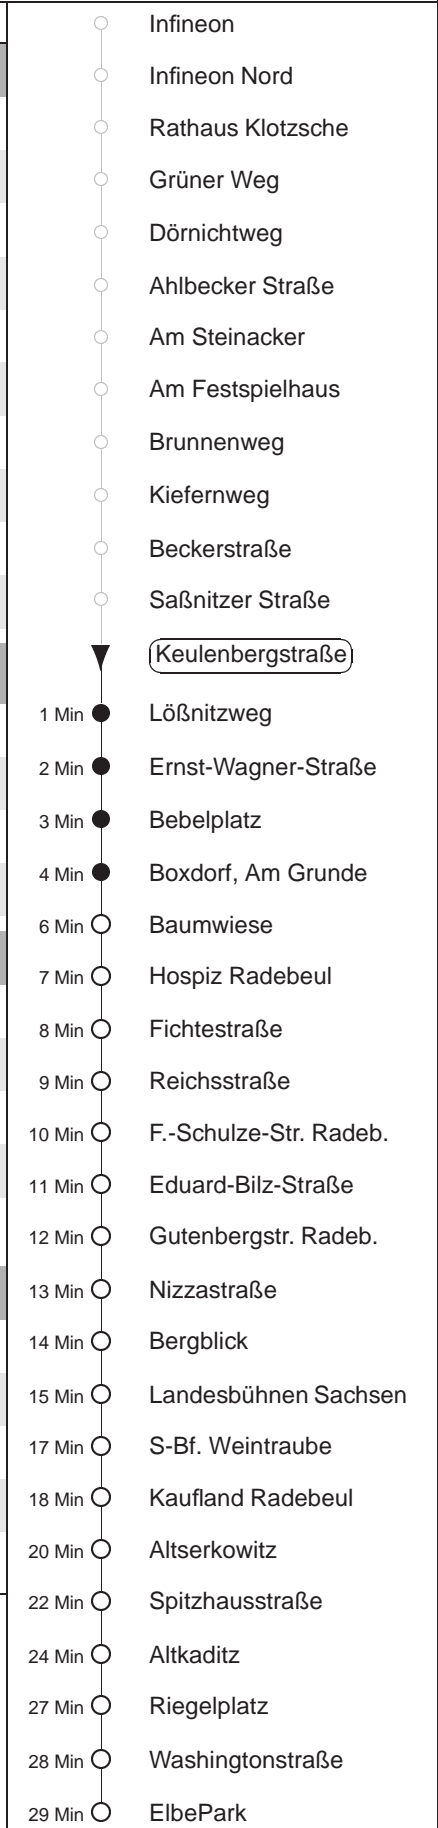 Infineon
Infineon Nord
Rathaus Klotzsche
Grüner Weg
Dörnichtweg
Ahlbecker Straße
Am Steinacker
Am Festspielhaus
Brunnenweg
Kiefernweg
Beckerstraße
Saßnitzer Straße
Keulenbergstraße
1 Min Lößnitzweg
2 Min Ernst-Wagner-Straße
3 Min Bebelplatz
4 Min Boxdorf, Am Grunde
6 Min Baumwiese
7 Min Hospiz Radebeul
8 Min Fichtestraße
9 Min Reichsstraße
10 Min F.-Schulze-Str. Radeb.
11 Min Eduard-Bilz-Straße
12 Min Gutenbergstr. Radeb.
13 Min Nizzastraße
14 Min Bergblick
15 Min Landesbühnen Sachsen
17 Min S-Bf. Weintraube
18 Min Kaufland Radebeul
20 Min Altserkowitz
22 Min Spitzhausstraße
24 Min Altkaditz
27 Min Riegelplatz
28 Min Washingtonstraße
29 Min ElbePark